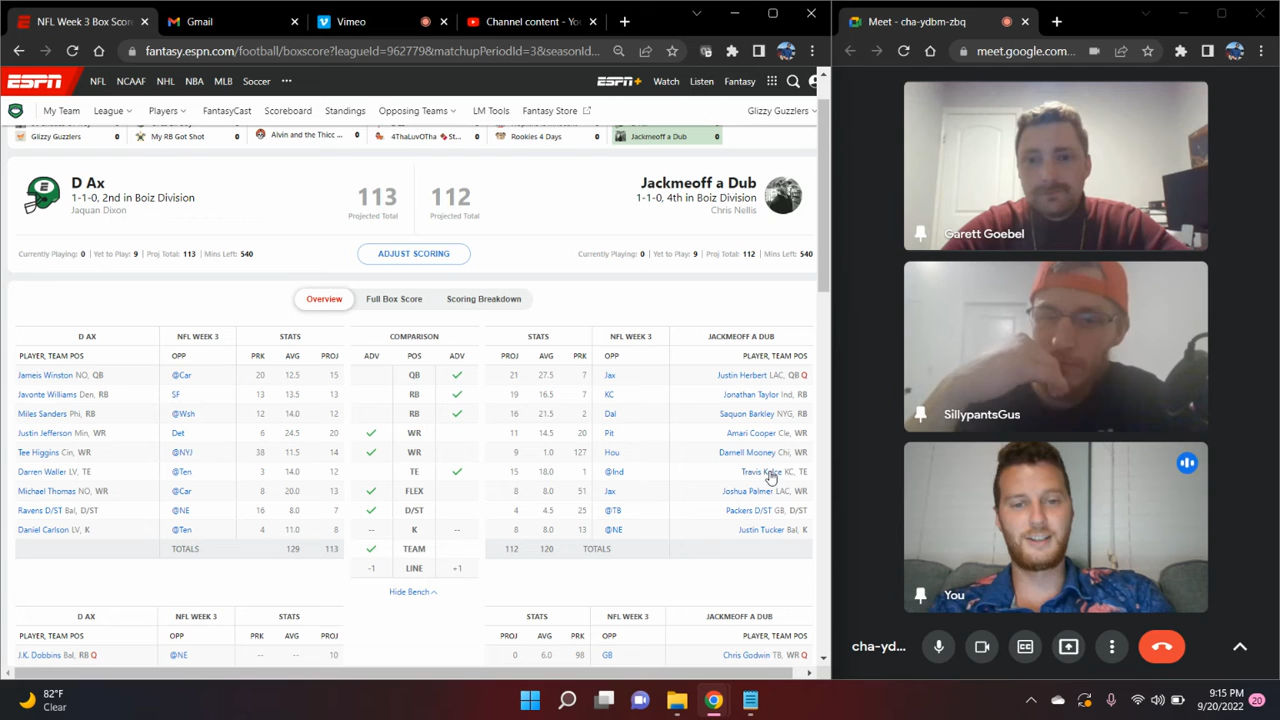 NFL Week 3 Box Score
Gmail
Vimeo
Channel content - Yo
Meet - cha-ydbm-zbq
fantasy.espn.com/football/boxscore?leagueId=962779&matchupPeriodId=3&seasonI...
meet.google.com...
ESPN NFL AAF NHL NBA MLB Soccer ••• ESPN+ Watch Listen Fantasy
My Team League Players FantasyCast Scoreboard Standings Opposing Teams LM Tools Fantasy Store Glizzy Guzzlers
Glizzy Guzzlers 0 My RB Got Shot 0 Alvin and the Thicc ... 0 4ThaLuvOTha St... 0 Rookies 4 Days 0 Jackmeoff a Dub 0
D Ax
1-1-0, 2nd in Boiz Division
Jaquan Dixon
113
Projected Total
112
Projected Total
Jackmeoff a Dub
1-1-0, 4th in Boiz Division
Chris Nellis
Currently Playing: 0 | Yet to Play: 9 | Proj Total: 113 | Mins Left: 540
ADJUST SCORING
Currently Playing: 0 | Yet to Play: 9 | Proj Total: 112 | Mins Left: 540
Overview Full Box Score Scoring Breakdown
D AX NFL WEEK 3 STATS COMPARISON STATS NFL WEEK 3 JACKMEOFF A DUB
PLAYER, TEAM POS OPP PRK AVG PROJ ADV POS ADV PROJ AVG PRK OPP PLAYER, TEAM POS
Jameis Winston NO, QB @Car 20 12.5 15 QB 21 27.5 7 Jax Justin Herbert LAC, QB Q
Javonte Williams Den, RB SF 13 13.5 13 RB 19 16.5 7 KC Jonathan Taylor Ind, RB
Miles Sanders Phi, RB @Wsh 12 14.0 12 RB 16 21.5 2 Dal Saquon Barkley NYG, RB
Justin Jefferson Min, WR Det 6 24.5 20 WR 11 14.5 20 Pit Amari Cooper Cle, WR
Tee Higgins Cin, WR @NYJ 38 11.5 14 WR 9 1.0 127 Hou Darnell Mooney Chi, WR
Darren Waller LV, TE @Ten 3 14.0 12 TE 15 18.0 1 @Ind Travis Kelce KC, TE
Michael Thomas NO, WR @Car 8 20.0 13 FLEX 8 8.0 51 Jax Joshua Palmer LAC, WR
Ravens D/ST Bal, D/ST @NE 16 8.0 7 D/ST 4 4.5 25 @TB Packers D/ST GB, D/ST
Daniel Carlson LV, K @Ten 4 11.0 8 -- K -- 8 8.0 13 @NE Justin Tucker Bal, K
TOTALS 129 113 TEAM 112 120 TOTALS
-1 LINE +1
Hide Bench
D AX NFL WEEK 3 STATS STATS NFL WEEK 3 JACKMEOFF A DUB
PLAYER, TEAM POS OPP PRK AVG PROJ PROJ AVG PRK OPP PLAYER, TEAM POS
J.K. Dobbins Bal, RB Q @NE -- -- 10 0 6.0 98 GB Chris Godwin TB, WR Q
Garett Goebel
SillypantsGus
You
cha-yd...
82°F
Clear
9:15 PM
9/20/2022
20